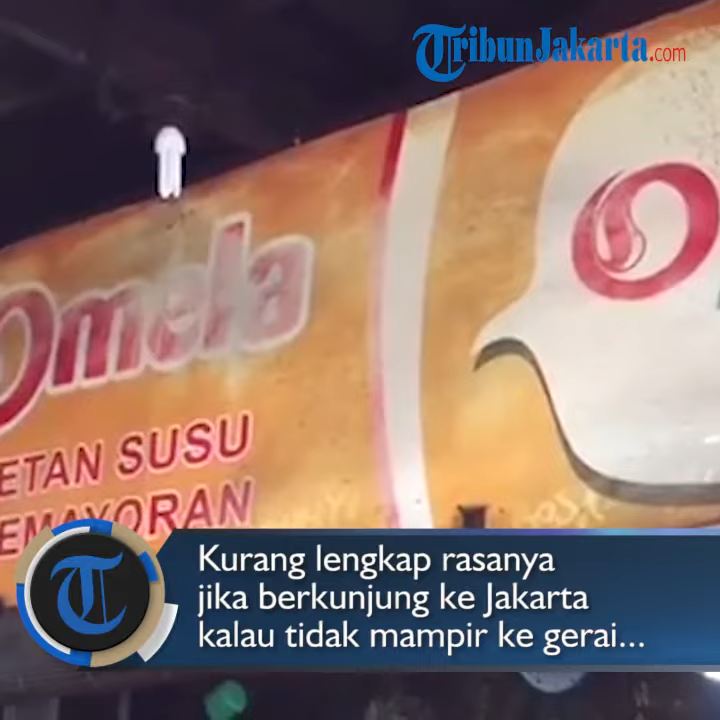 TribunJakarta.com
Omela
ETAN SUSU
EMAYORAN
Kurang lengkap rasanya
jika berkunjung ke Jakarta
kalau tidak mampir ke gerai...